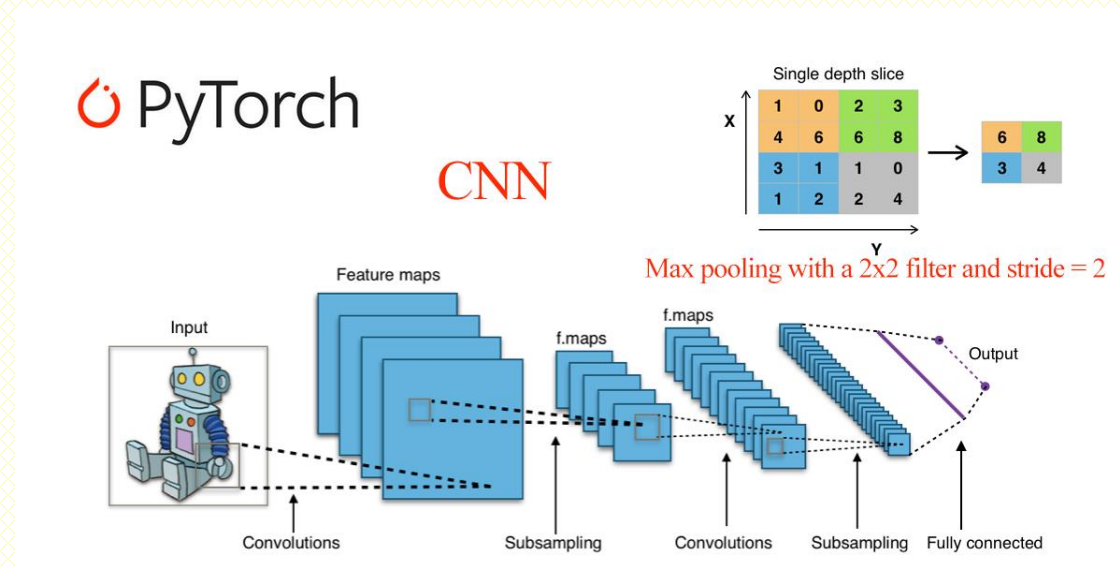 PyTorch
CNN
Single depth slice
X
1 0 2 3
4 6 6 8
3 1 1 0
1 2 2 4
6 8
3 4
Y
Max pooling with a 2x2 filter and stride = 2
Input
Feature maps
f.maps
f.maps
Output
Convolutions
Subsampling
Convolutions
Subsampling
Fully connected